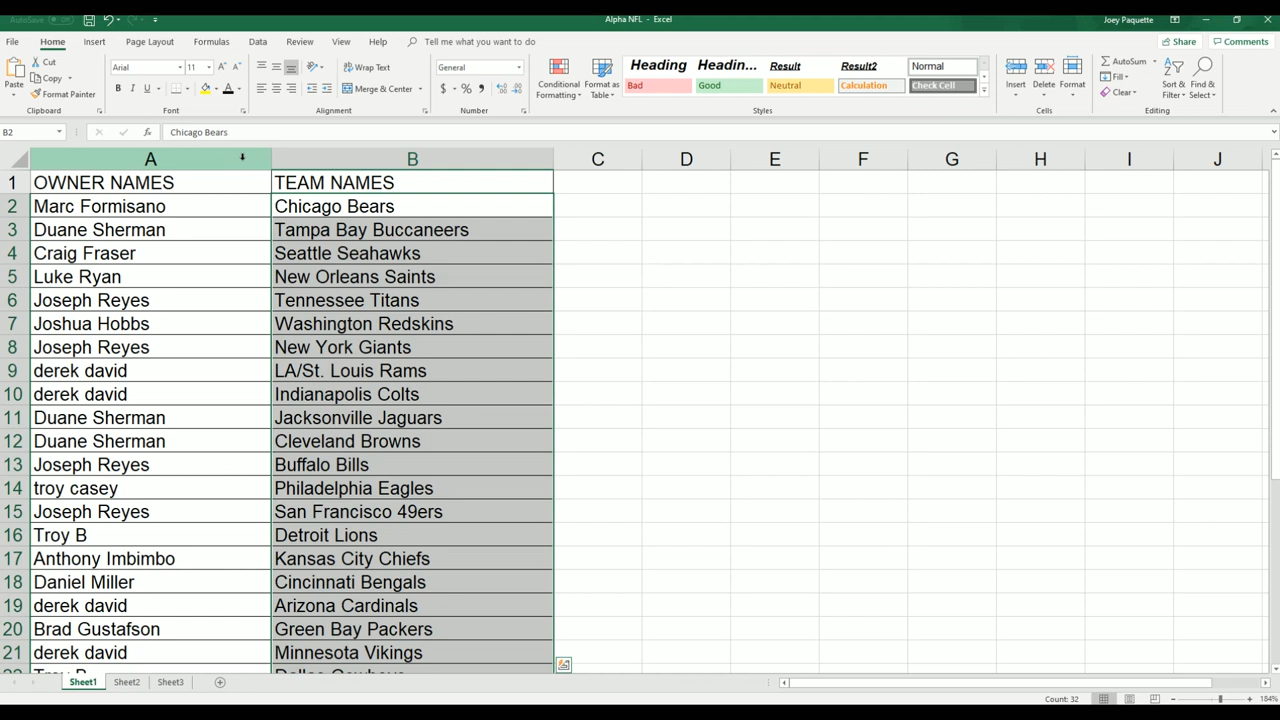 AutoSave Off
Alpha NFL - Excel
Joey Paquette
File Home Insert Page Layout Formulas Data Review View Help Tell me what you want to do
Share Comments
Paste
Cut
Copy
Format Painter
Clipboard
Arial 11
B I U
Font
Wrap Text
Merge & Center
Alignment
General
$ % ,
Number
Conditional Formatting
Format as Table
Heading Headin... Result Result2 Normal
Bad Good Neutral Calculation Check Cell
Styles
Insert Delete Format
Cells
AutoSum
Fill
Clear
Sort & Filter
Find & Select
Editing
B2 fx Chicago Bears
A B C D E F G H I J
1 OWNER NAMES TEAM NAMES
2 Marc Formisano Chicago Bears
3 Duane Sherman Tampa Bay Buccaneers
4 Craig Fraser Seattle Seahawks
5 Luke Ryan New Orleans Saints
6 Joseph Reyes Tennessee Titans
7 Joshua Hobbs Washington Redskins
8 Joseph Reyes New York Giants
9 derek david LA/St. Louis Rams
10 derek david Indianapolis Colts
11 Duane Sherman Jacksonville Jaguars
12 Duane Sherman Cleveland Browns
13 Joseph Reyes Buffalo Bills
14 troy casey Philadelphia Eagles
15 Joseph Reyes San Francisco 49ers
16 Troy B Detroit Lions
17 Anthony Imbimbo Kansas City Chiefs
18 Daniel Miller Cincinnati Bengals
19 derek david Arizona Cardinals
20 Brad Gustafson Green Bay Packers
21 derek david Minnesota Vikings
Sheet1 Sheet2 Sheet3
Count: 32
184%